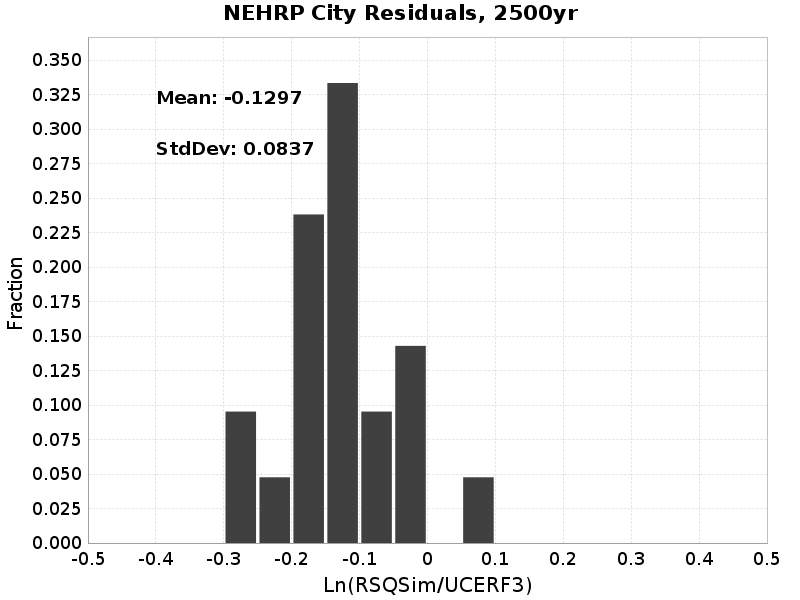 NEHRP City Residuals, 2500yr
0.350
0.325
0.300
0.275
0.250
0.225
0.200
0.175
0.150
0.125
0.100
0.075
0.050
0.025
0.000
Fraction
Mean: -0.1297
StdDev: 0.0837
-0.5 -0.4 -0.3 -0.2 -0.1 0 0.1 0.2 0.3 0.4 0.5
Ln(RSQSim/UCERF3)